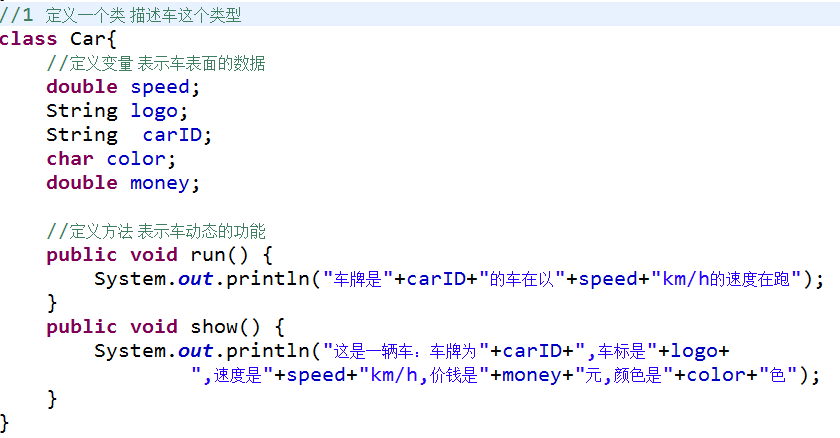 //1 定义一个类 描述车这个类型
class Car{
//定义变量 表示车表面的数据
double speed;
String logo;
String  carID;
char color;
double money;
//定义方法 表示车动态的功能
public void run() {
System.out.println("车牌是"+carID+"的车在以"+speed+"km/h的速度在跑");
}
public void show() {
System.out.println("这是一辆车：车牌为"+carID+",车标是"+logo+
",速度是"+speed+"km/h,价钱是"+money+"元,颜色是"+color+"色");
}
}